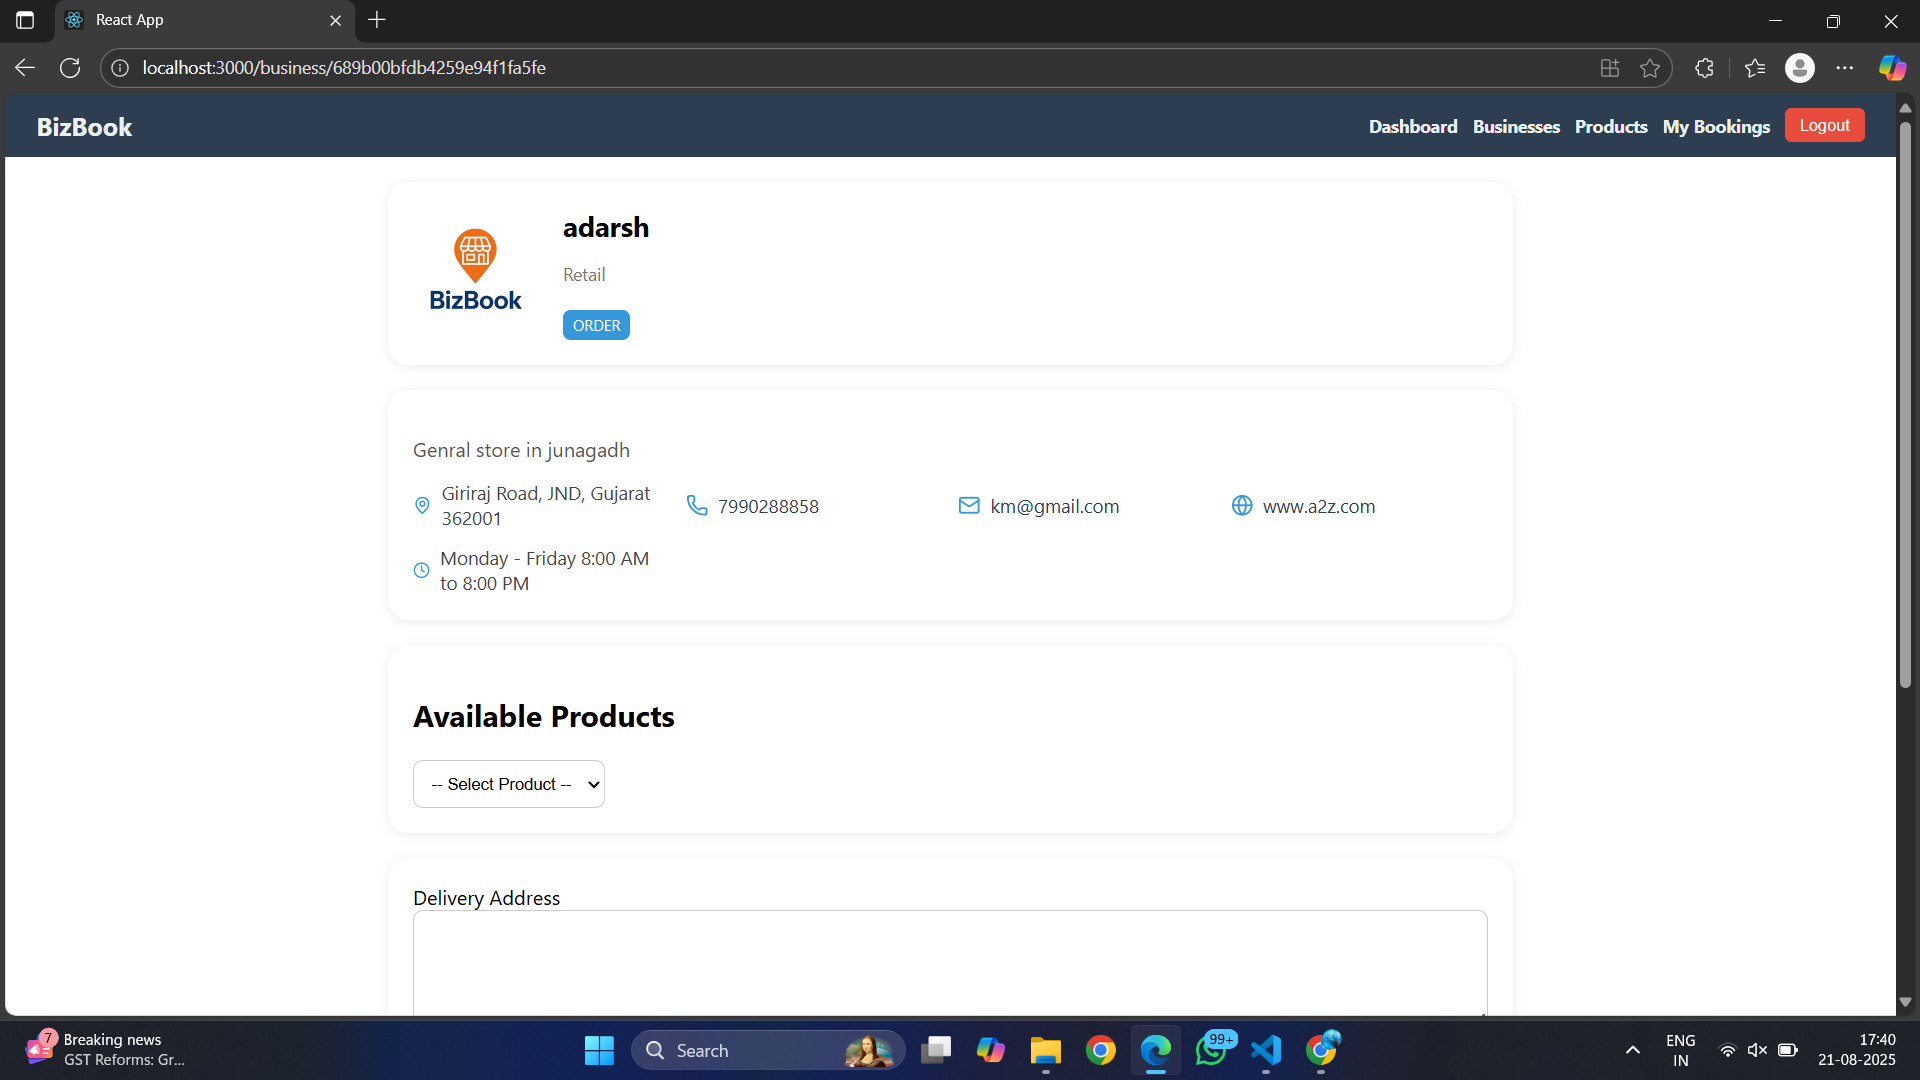 React App
localhost:3000/business/689b00bfdb4259e94f1fa5fe
BizBook
Dashboard
Businesses
Products
My Bookings
Logout
BizBook
adarsh
Retail
ORDER
Genral store in junagadh
Giriraj Road, JND, Gujarat
362001
7990288858
km@gmail.com
www.a2z.com
Monday - Friday 8:00 AM
to 8:00 PM
Available Products
-- Select Product --
Delivery Address
7
Breaking news
GST Reforms: Gr...
Search
99+
ENG
IN
17:40
21-08-2025